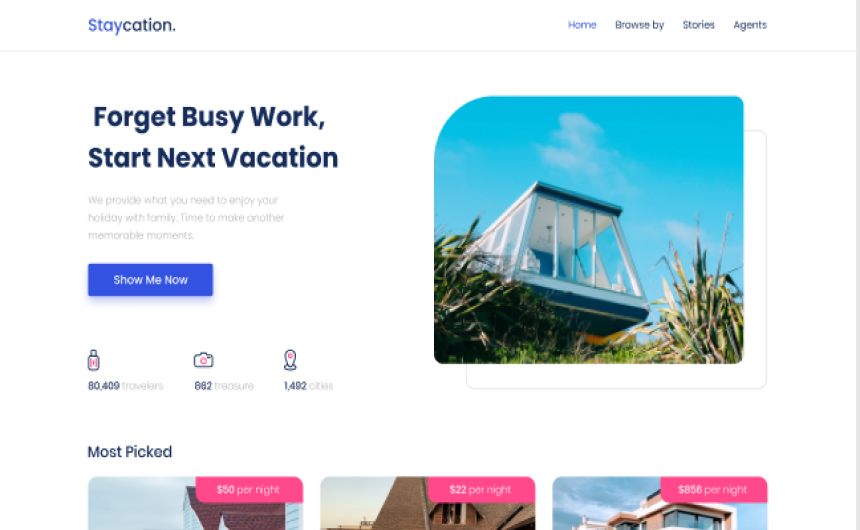 Staycation.
Home Browse by Stories Agents
Forget Busy Work,
Start Next Vacation
We provide what you need to enjoy your
holiday with family. Time to make another
memorable moments.
Show Me Now
80,409 travelers 862 treasure 1,492 cities
Most Picked
$50 per night $22 per night $856 per night